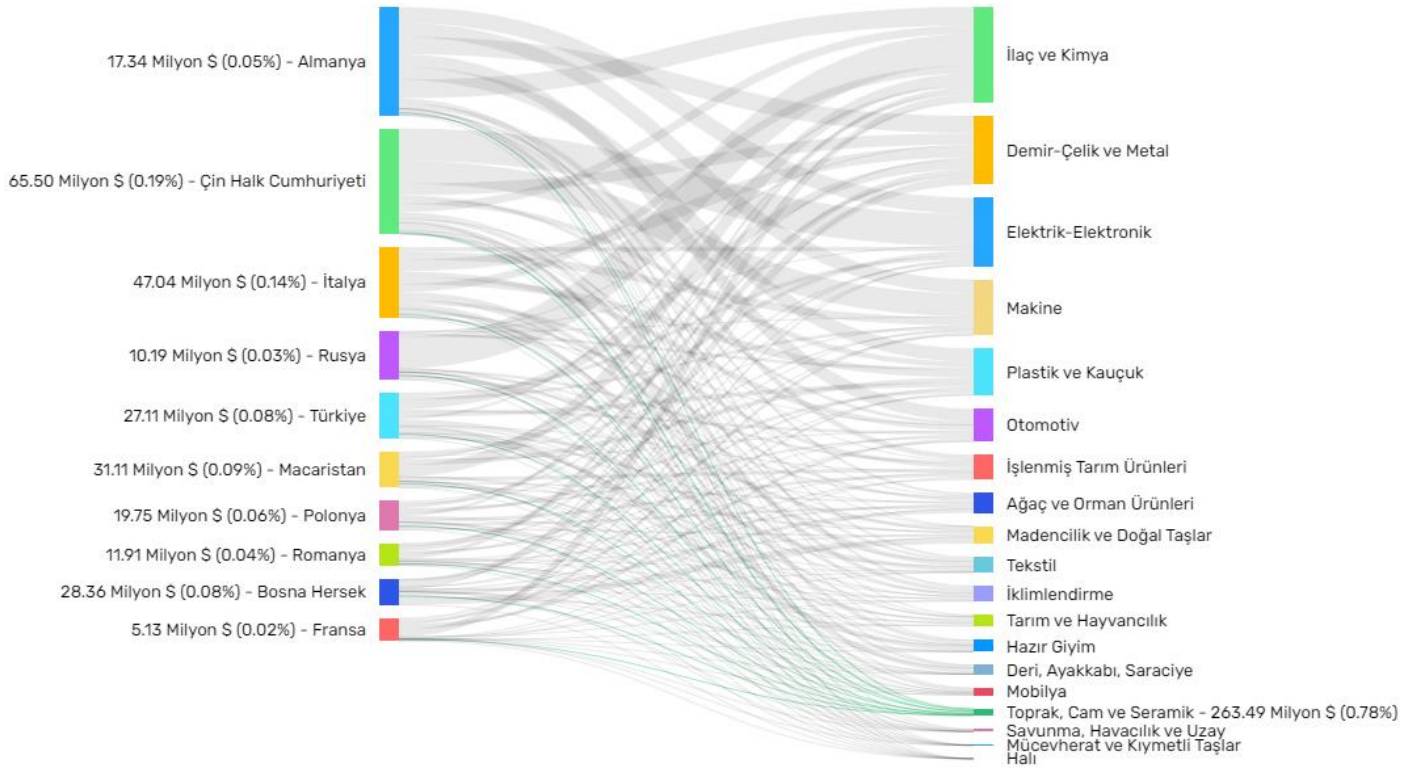 17.34 Milyon $ (0.05%) - Almanya
65.50 Milyon $ (0.19%) - Çin Halk Cumhuriyeti
47.04 Milyon $ (0.14%) - İtalya
10.19 Milyon $ (0.03%) - Rusya
27.11 Milyon $ (0.08%) - Türkiye
31.11 Milyon $ (0.09%) - Macaristan
19.75 Milyon $ (0.06%) - Polonya
11.91 Milyon $ (0.04%) - Romanya
28.36 Milyon $ (0.08%) - Bosna Hersek
5.13 Milyon $ (0.02%) - Fransa
İlaç ve Kimya
Demir-Çelik ve Metal
Elektrik-Elektronik
Makine
Plastik ve Kauçuk
Otomotiv
İşlenmiş Tarım Ürünleri
Ağaç ve Orman Ürünleri
Madencilik ve Doğal Taşlar
Tekstil
İklimlendirme
Tarım ve Hayvancılık
Hazır Giyim
Deri, Ayakkabı, Saraciye
Mobilya
Toprak, Cam ve Seramik - 263.49 Milyon $ (0.78%)
Savunma, Havacılık ve Uzay
Mücevherat ve Kıymetli Taşlar
Halı